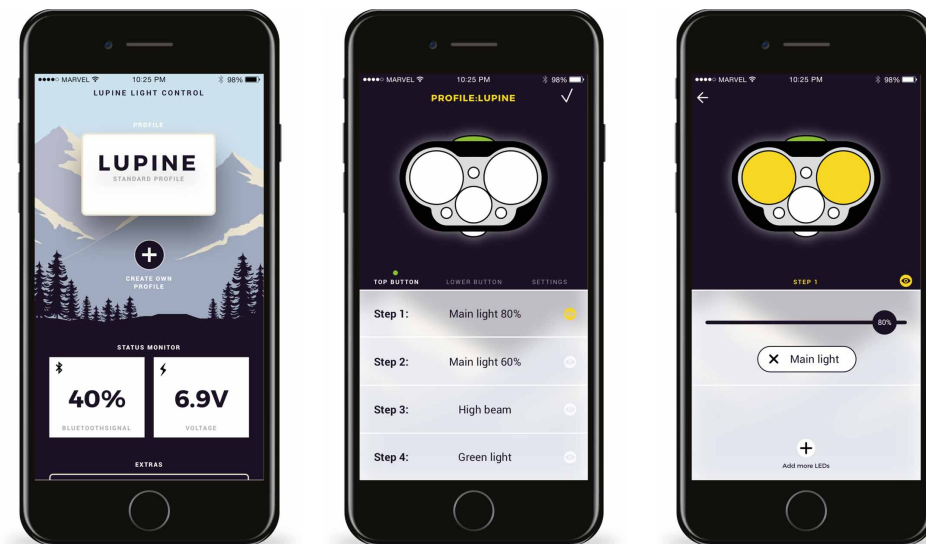 MARVEL 10:25 PM 98%
LUPINE LIGHT CONTROL
PROFILE
LUPINE
STANDARD PROFILE
CREATE OWN
PROFILE
STATUS MONITOR
40%
BLUETOOTHSIGNAL
6.9V
VOLTAGE
EXTRAS
MARVEL 10:25 PM 98%
PROFILE:LUPINE
TOP BUTTON LOWER BUTTON SETTINGS
Step 1: Main light 80%
Step 2: Main light 60%
Step 3: High beam
Step 4: Green light
MARVEL 10:25 PM 98%
STEP 1
80%
Main light
Add more LEDs